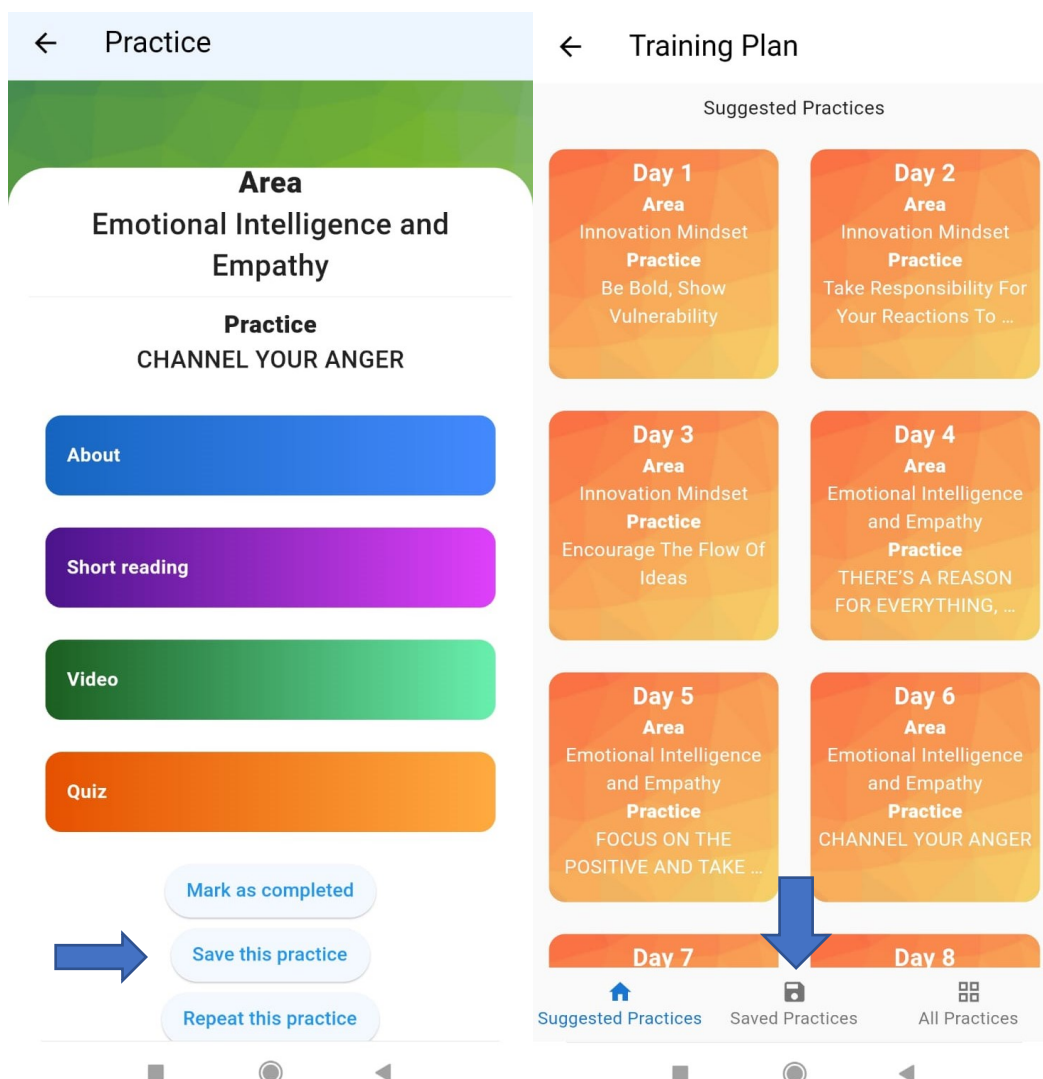 Practice
Area
Emotional Intelligence and
Empathy
Practice
CHANNEL YOUR ANGER
About
Short reading
Video
Quiz
Mark as completed
Save this practice
Repeat this practice
Training Plan
Suggested Practices
Day 1
Area
Innovation Mindset
Practice
Be Bold, Show
Vulnerability
Day 2
Area
Innovation Mindset
Practice
Take Responsibility For
Your Reactions To ...
Day 3
Area
Innovation Mindset
Practice
Encourage The Flow Of
Ideas
Day 4
Area
Emotional Intelligence
and Empathy
Practice
THERE'S A REASON
FOR EVERYTHING, ...
Day 5
Area
Emotional Intelligence
and Empathy
Practice
FOCUS ON THE
POSITIVE AND TAKE ...
Day 6
Area
Emotional Intelligence
and Empathy
Practice
CHANNEL YOUR ANGER
Day 7
Day 8
Suggested Practices
Saved Practices
All Practices